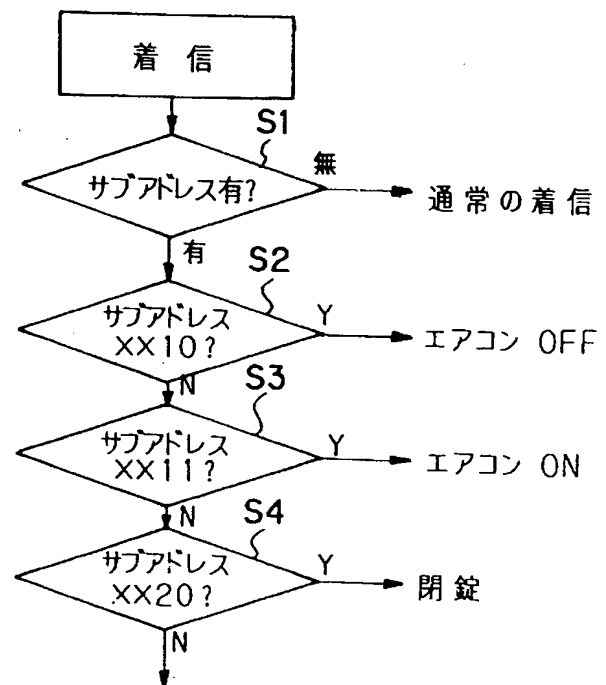 着信
S1
サブアドレス有?
無
通常の着信
有
S2
サブアドレス
XX10?
Y
エアコン OFF
N
S3
サブアドレス
XX11?
Y
エアコン ON
N
S4
サブアドレス
XX20?
Y
閉錠
N